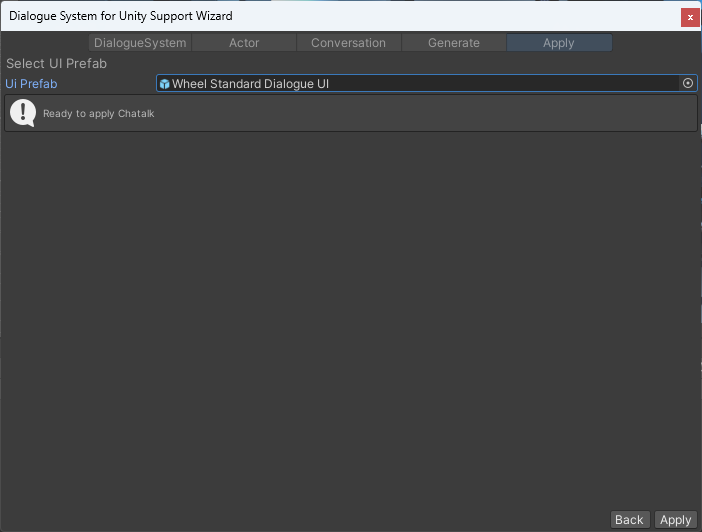 Dialogue System for Unity Support Wizard
x
DialogueSystem Actor Conversation Generate Apply
Select UI Prefab
Ui Prefab Wheel Standard Dialogue UI
Ready to apply Chatalk
Back Apply